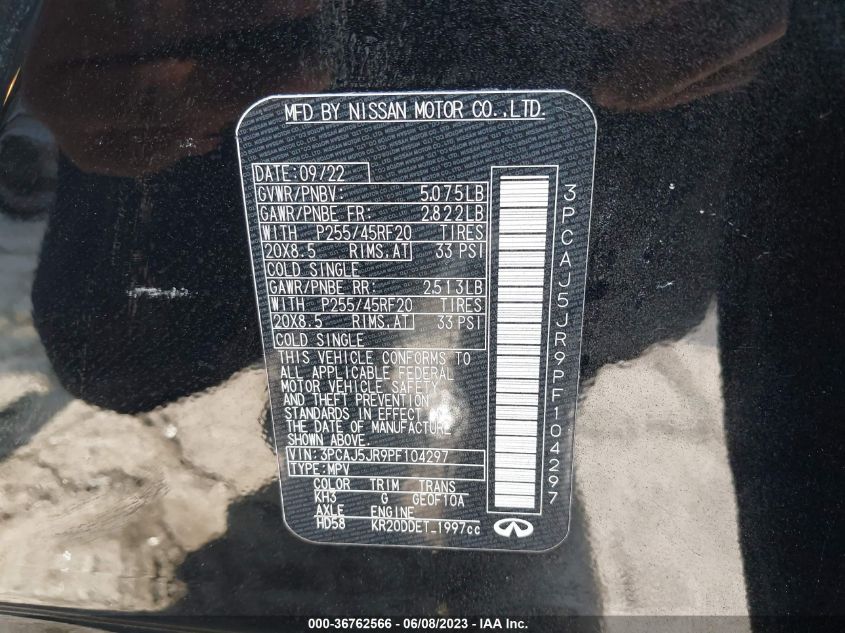 MFD BY NISSAN MOTOR CO.,LTD.
DATE: 09/22
GVWR/PNBV: 5.075LB
GAWR/PNBE FR: 2.822LB
WITH P255/45RF20 TIRES
20X8.5 RIMS,AT 33 PSI
COLD SINGLE
GAWR/PNBE RR: 2513LB
WITH P255/45RF20 TIRES
20X8.5 RIMS,AT 33 PSI
COLD SINGLE
THIS VEHICLE CONFORMS TO
ALL APPLICABLE FEDERAL
MOTOR VEHICLE SAFETY
AND THEFT PREVENTION
STANDARDS IN EFFECT ON
THE DATE OF MANUFACTURE
SHOWN ABOVE.
VIN: 3PCAJ5JR9PF104297
TYPE: MPV
COLOR TRIM TRANS
KH3 G GE0F10A
AXLE ENGINE
HD58 KR20DDET 1997cc
3PCAJ5JR9PF104297
000-36762566 - 06/08/2023 - IAA Inc.